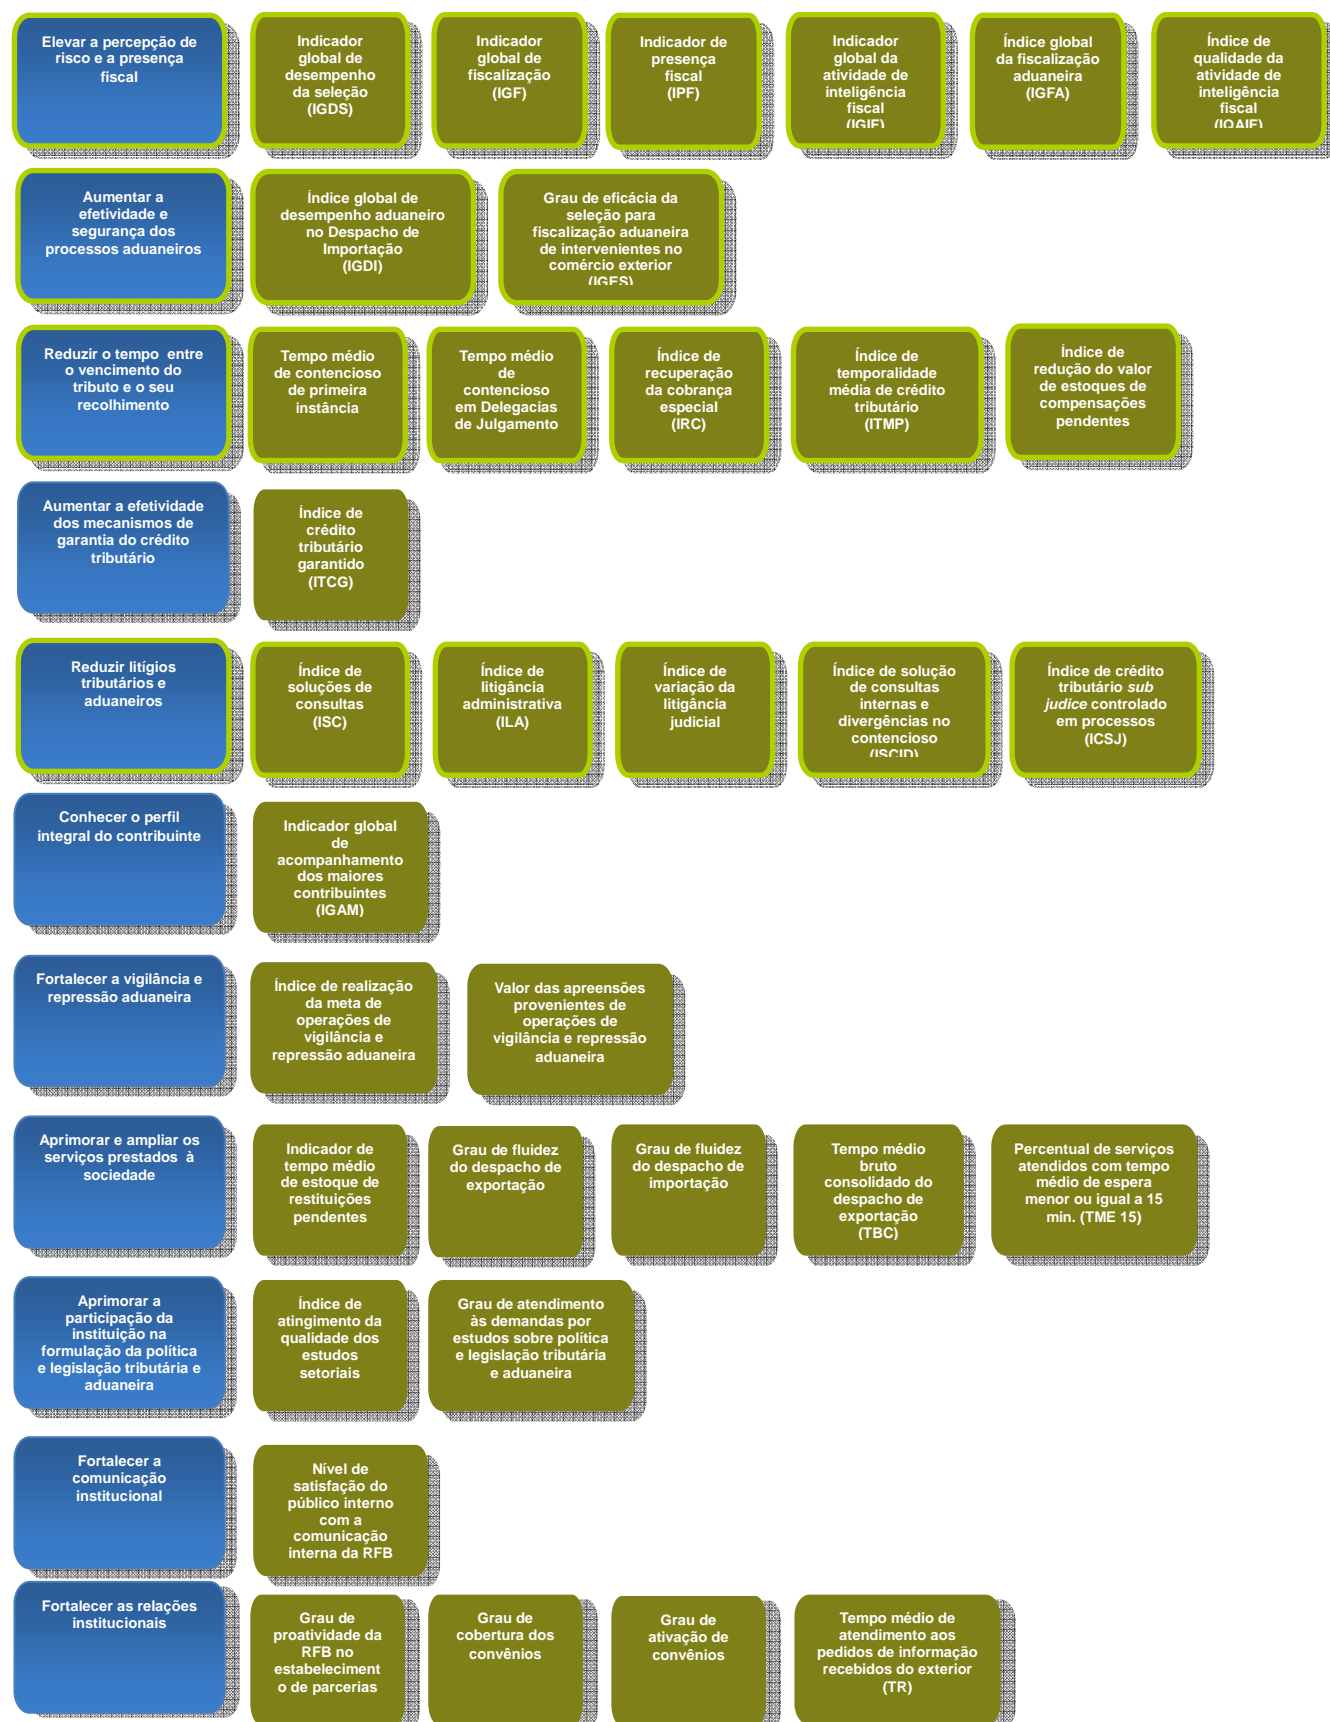 Elevar a percepção de
risco e a presença
fiscal
Indicador
global de
desempenho
da seleção
(IGDS)
Indicador
global de
fiscalização
(IGF)
Indicador de
presença
fiscal
(IPF)
Indicador
global da
atividade de
inteligência
fiscal
(IGIF)
Índice global
da fiscalização
aduaneira
(IGFA)
Índice de
qualidade da
atividade de
inteligência
fiscal
(IQAIF)
Aumentar a
efetividade e
segurança dos
processos aduaneiros
Índice global de
desempenho aduaneiro
no Despacho de
Importação
(IGDI)
Grau de eficácia da
seleção para
fiscalização aduaneira
de intervenientes no
comércio exterior
(IGES)
Reduzir o tempo entre
o vencimento do
tributo e o seu
recolhimento
Tempo médio
de contencioso
de primeira
instância
Tempo médio
de
contencioso
em Delegacias
de Julgamento
Índice de
recuperação
da cobrança
especial
(IRC)
Índice de
temporalidade
média de crédito
tributário
(ITMP)
Índice de
redução do valor
de estoques de
compensações
pendentes
Aumentar a efetividade
dos mecanismos de
garantia do crédito
tributário
Índice de
crédito
tributário
garantido
(ITCG)
Reduzir litígios
tributários e
aduaneiros
Índice de
soluções de
consultas
(ISC)
Índice de
litigância
administrativa
(ILA)
Índice de
variação da
litigância
judicial
Índice de solução
de consultas
internas e
divergências no
contencioso
(ISCID)
Índice de crédito
tributário sub
judice controlado
em processos
(ICSJ)
Conhecer o perfil
integral do contribuinte
Indicador global
de
acompanhamento
dos maiores
contribuintes
(IGAM)
Fortalecer a vigilância e
repressão aduaneira
Índice de realização
da meta de
operações de
vigilância e
repressão aduaneira
Valor das apreensões
provenientes de
operações de
vigilância e repressão
aduaneira
Aprimorar e ampliar os
serviços prestados à
sociedade
Indicador de
tempo médio
de estoque de
restituições
pendentes
Grau de fluidez
do despacho de
exportação
Grau de fluidez
do despacho de
importação
Tempo médio
bruto
consolidado do
despacho de
exportação
(TBC)
Percentual de serviços
atendidos com tempo
médio de espera
menor ou igual a 15
min. (TME 15)
Aprimorar a
participação da
instituição na
formulação da política
e legislação tributária e
aduaneira
Índice de
atingimento da
qualidade dos
estudos
setoriais
Grau de atendimento
às demandas por
estudos sobre política
e legislação tributária
e aduaneira
Fortalecer a
comunicação
institucional
Nível de
satisfação do
público interno
com a
comunicação
interna da RFB
Fortalecer as relações
institucionais
Grau de
proatividade da
RFB no
estabeleciment
o de parcerias
Grau de
cobertura dos
convênios
Grau de
ativação de
convênios
Tempo médio de
atendimento aos
pedidos de informação
recebidos do exterior
(TR)